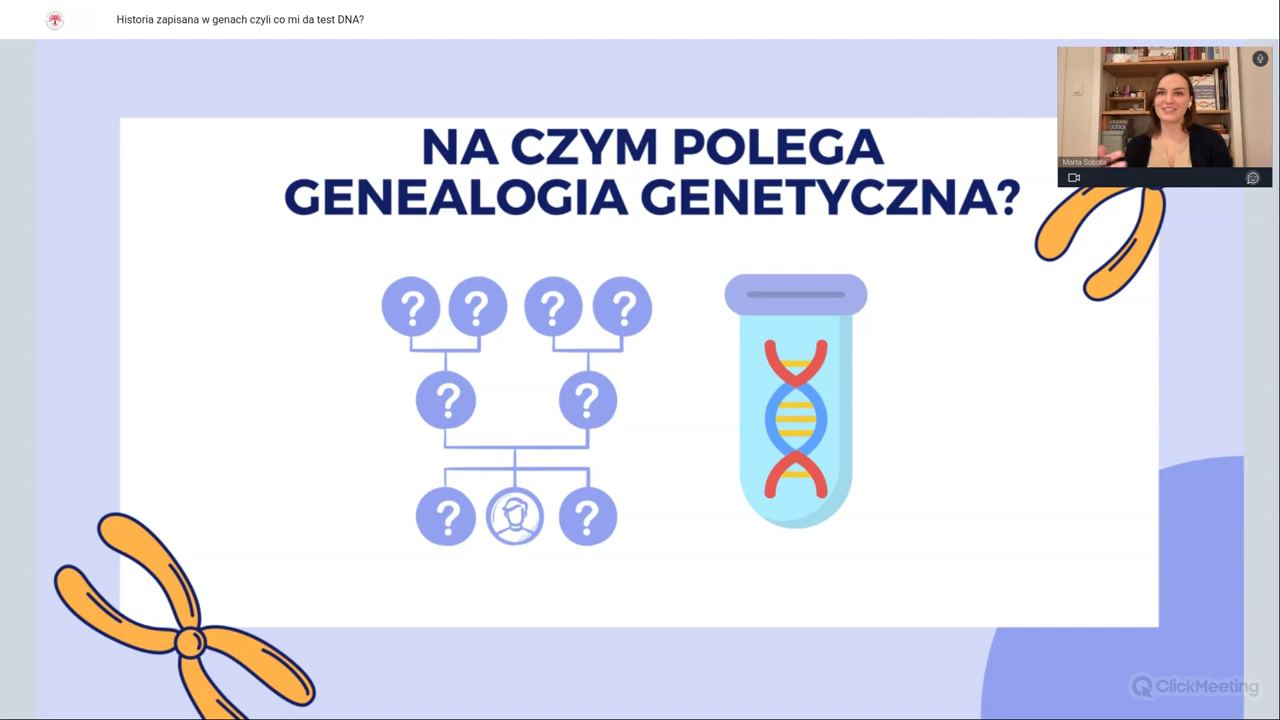 Historia zapisana w genach czyli co mi da test DNA?
Marta Sobota
NA CZYM POLEGA
GENEALOGIA GENETYCZNA?
? ? ? ?
? ?
? ?
ClickMeeting